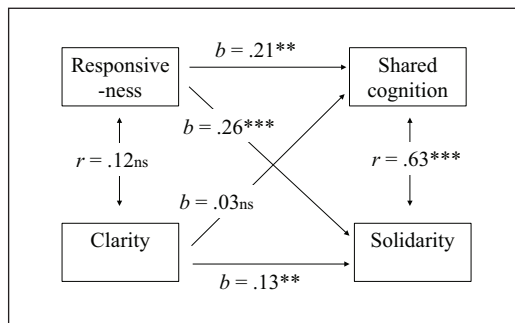 b = .21**
Responsive
-ness
Shared
cognition
b = .26***
r = .12ns
r = .63***
b = .03ns
Clarity
Solidarity
b = .13**